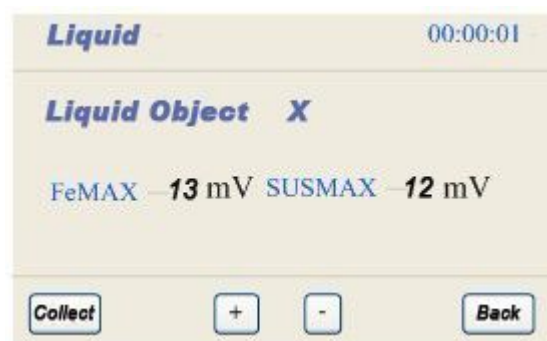 Liquid 00:00:01
Liquid Object X
FeMAX 13 mV SUSMAX 12 mV
Collect + - Back